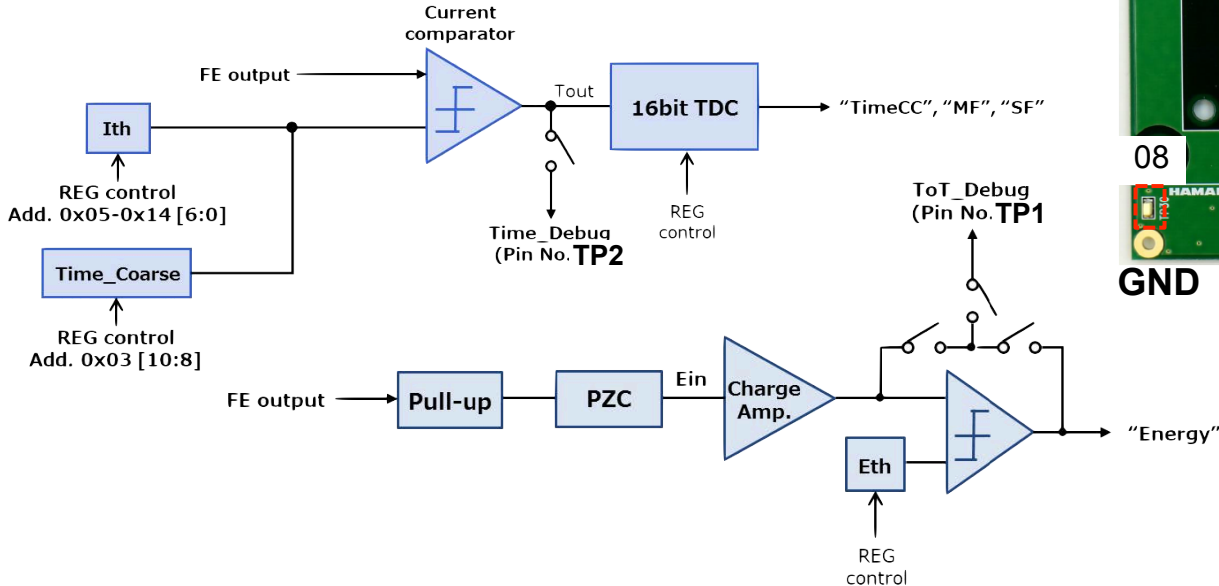 Current
comparator
FE output
Tout
16bit TDC
“TimeCC”, “MF”, “SF”
Ith
REG control
Add. 0x05-0x14 [6:0]
REG
control
Time_Debug
(Pin No. TP2
Time_Coarse
REG control
Add. 0x03 [10:8]
08
GND
ToT_Debug
(Pin No. TP1
FE output
Pull-up
PZC
Ein
Charge
Amp.
Eth
“Energy”
REG
control